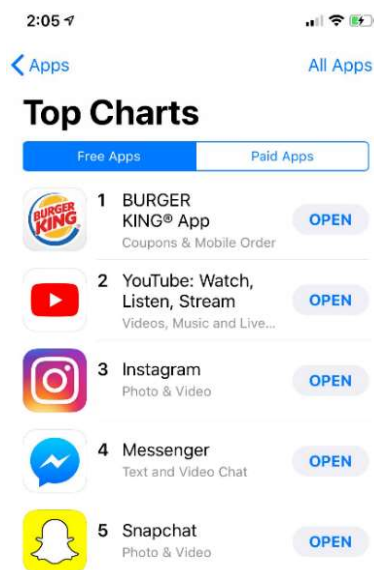 2:05
Apps
All Apps
Top Charts
Free Apps
Paid Apps
BURGER
KING
1 BURGER
KING® App
Coupons & Mobile Order
OPEN
2 YouTube: Watch,
Listen, Stream
Videos, Music and Live...
OPEN
3 Instagram
Photo & Video
OPEN
4 Messenger
Text and Video Chat
OPEN
5 Snapchat
Photo & Video
OPEN